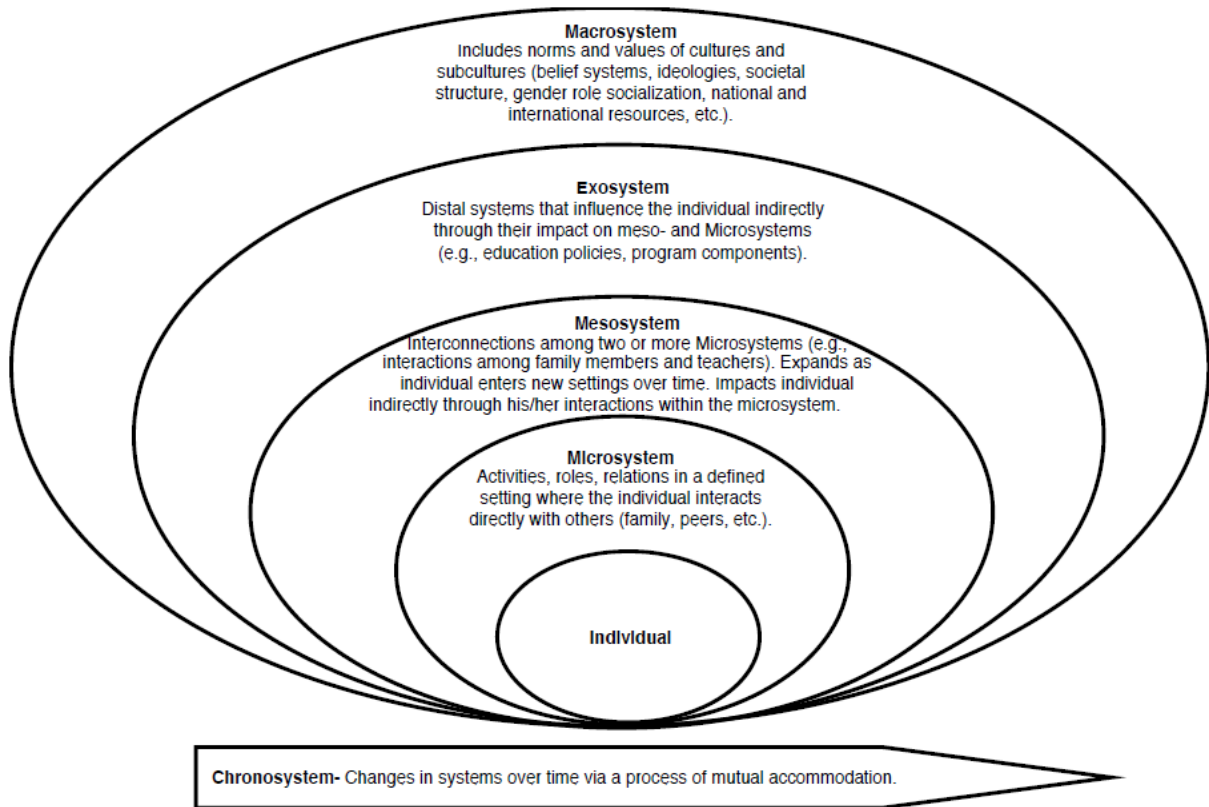 Macrosystem
Includes norms and values of cultures and
subcultures (belief systems, ideologies, societal
structure, gender role socialization, national and
international resources, etc.).
Exosystem
Distal systems that influence the individual indirectly
through their impact on meso- and Microsystems
(e.g., education policies, program components).
Mesosystem
Interconnections among two or more Microsystems (e.g.,
interactions among family members and teachers). Expands as
individual enters new settings over time. Impacts individual
indirectly through his/her interactions within the microsystem.
Microsystem
Activities, roles, relations in a defined
setting where the individual interacts
directly with others (family, peers, etc.).
Individual
Chronosystem- Changes in systems over time via a process of mutual accommodation.